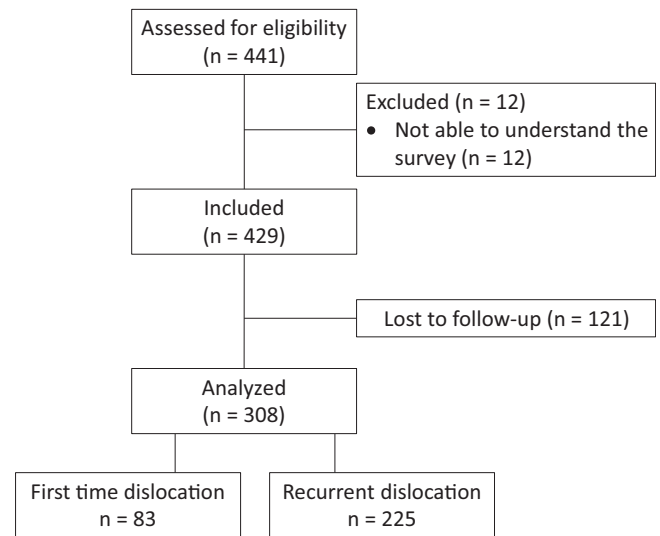 Assessed for eligibility
(n = 441)
Excluded (n = 12)
• Not able to understand the
survey (n = 12)
Included
(n = 429)
Lost to follow-up (n = 121)
Analyzed
(n = 308)
First time dislocation
n = 83
Recurrent dislocation
n = 225